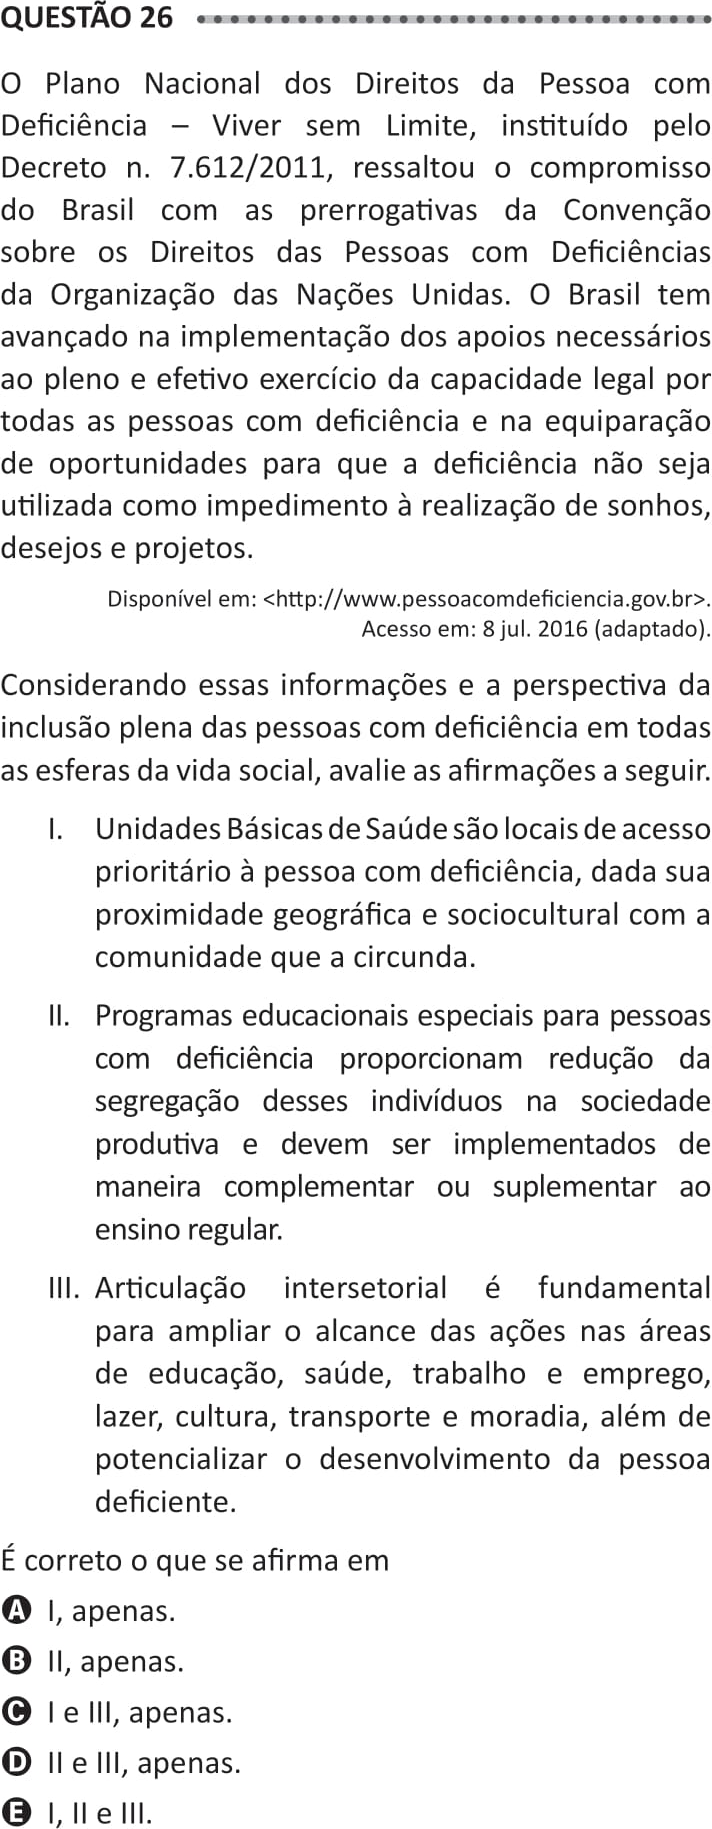 QUESTÃO 26
O Plano Nacional dos Direitos da Pessoa com
Deficiência – Viver sem Limite, instituído pelo
Decreto n. 7.612/2011, ressaltou o compromisso
do Brasil com as prerrogativas da Convenção
sobre os Direitos das Pessoas com Deficiências
da Organização das Nações Unidas. O Brasil tem
avançado na implementação dos apoios necessários
ao pleno e efetivo exercício da capacidade legal por
todas as pessoas com deficiência e na equiparação
de oportunidades para que a deficiência não seja
utilizada como impedimento à realização de sonhos,
desejos e projetos.
Disponível em: <http://www.pessoacomdeficiencia.gov.br>.
Acesso em: 8 jul. 2016 (adaptado).
Considerando essas informações e a perspectiva da
inclusão plena das pessoas com deficiência em todas
as esferas da vida social, avalie as afirmações a seguir.
I. Unidades Básicas de Saúde são locais de acesso
prioritário à pessoa com deficiência, dada sua
proximidade geográfica e sociocultural com a
comunidade que a circunda.
II. Programas educacionais especiais para pessoas
com deficiência proporcionam redução da
segregação desses indivíduos na sociedade
produtiva e devem ser implementados de
maneira complementar ou suplementar ao
ensino regular.
III. Articulação intersetorial é fundamental
para ampliar o alcance das ações nas áreas
de educação, saúde, trabalho e emprego,
lazer, cultura, transporte e moradia, além de
potencializar o desenvolvimento da pessoa
deficiente.
É correto o que se afirma em
A I, apenas.
B II, apenas.
C I e III, apenas.
D II e III, apenas.
E I, II e III.